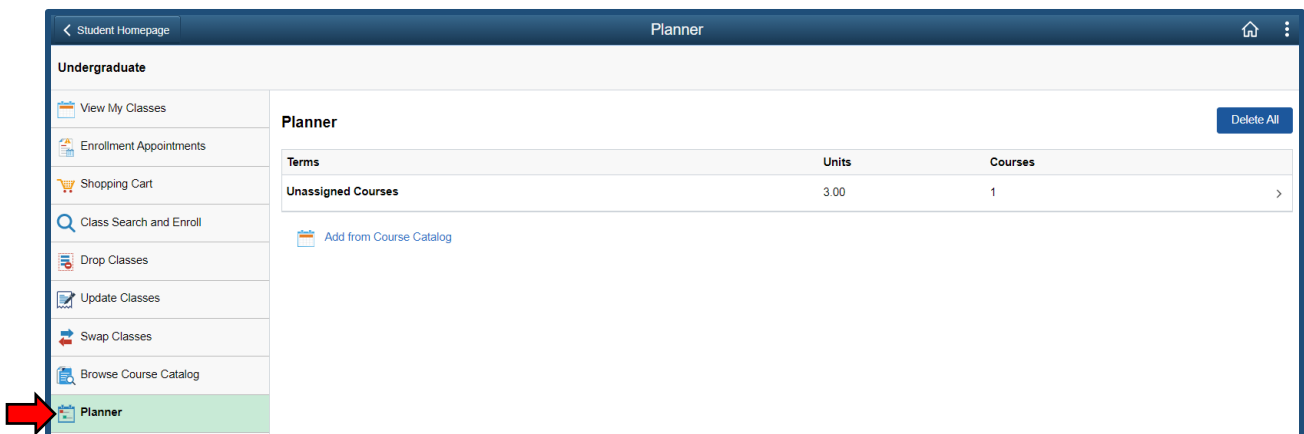 Student Homepage
Planner
Undergraduate
View My Classes
Enrollment Appointments
Shopping Cart
Class Search and Enroll
Drop Classes
Update Classes
Swap Classes
Browse Course Catalog
Planner
Planner
Delete All
Terms Units Courses
Unassigned Courses 3.00 1
Add from Course Catalog